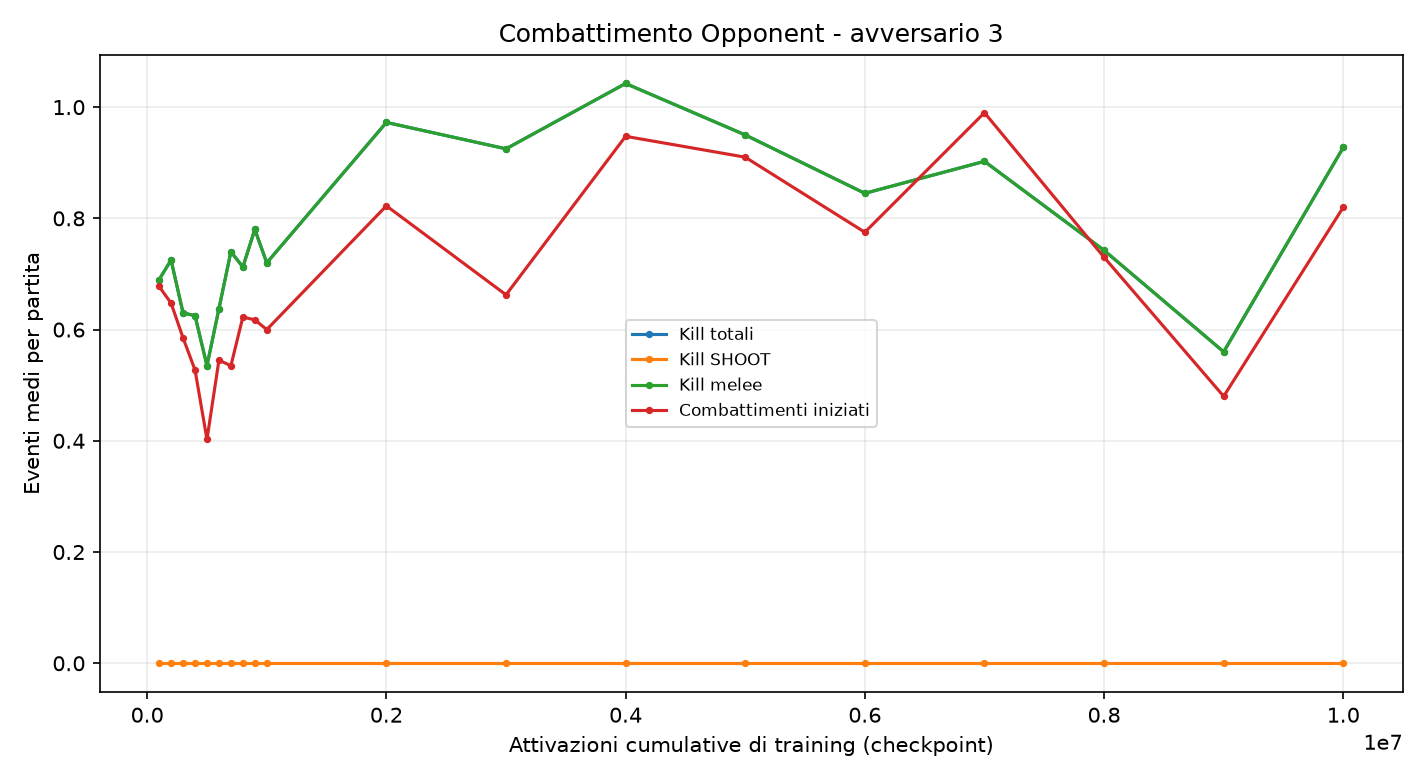 Combattimento Opponent - avversario 3
Eventi medi per partita
1.0
0.8
0.6
0.4
0.2
0.0
Kill totali
Kill SHOOT
Kill melee
Combattimenti iniziati
0.0 0.2 0.4 0.6 0.8 1.0
1e7
Attivazioni cumulative di training (checkpoint)